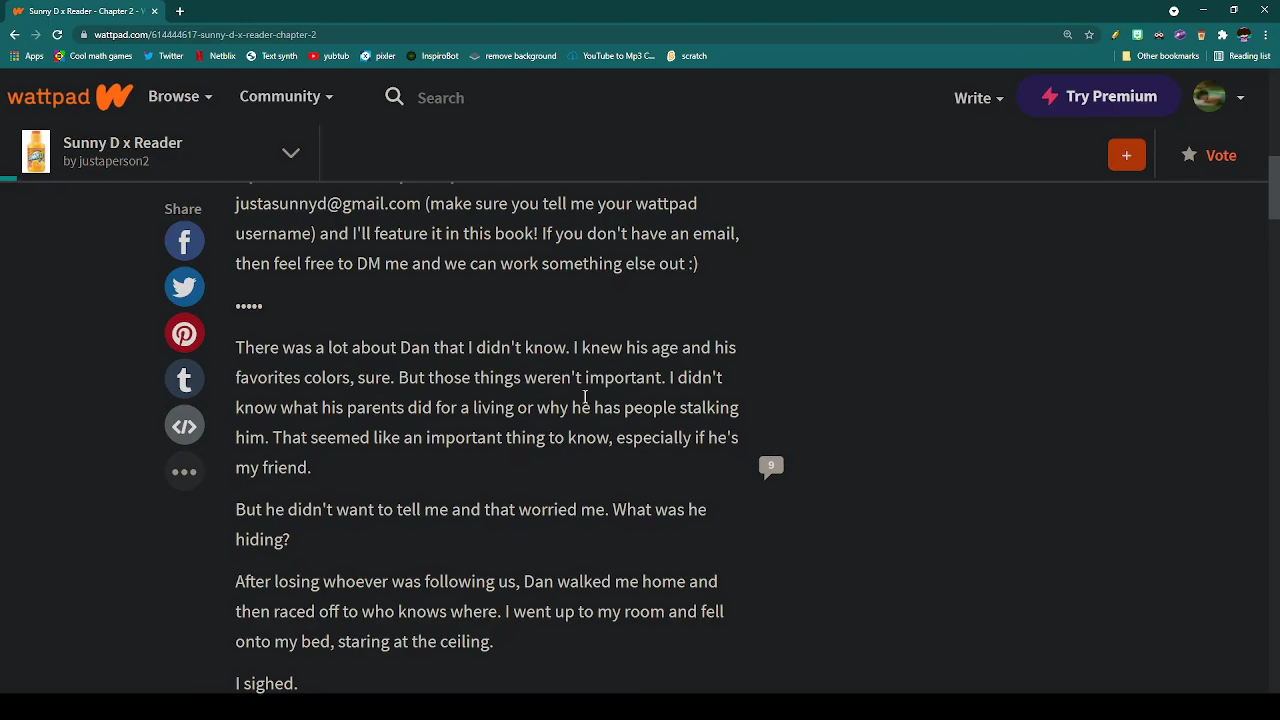 Sunny D x Reader - Chapter 2 - W
wattpad.com/614444617-sunny-d-x-reader-chapter-2
Apps
Cool math games
Twitter
Netblix
Text synth
yubtub
pixler
InspiroBot
remove background
YouTube to Mp3 C...
scratch
Other bookmarks
Reading list
wattpad
Browse
Community
Search
Write
Try Premium
Sunny D x Reader
by justaperson2
+
Vote
Share
justasunnyd@gmail.com (make sure you tell me your wattpad
username) and I'll feature it in this book! If you don't have an email,
then feel free to DM me and we can work something else out :)
•••••
There was a lot about Dan that I didn't know. I knew his age and his
favorites colors, sure. But those things weren't important. I didn't
know what his parents did for a living or why he has people stalking
him. That seemed like an important thing to know, especially if he's
my friend.
9
But he didn't want to tell me and that worried me. What was he
hiding?
After losing whoever was following us, Dan walked me home and
then raced off to who knows where. I went up to my room and fell
onto my bed, staring at the ceiling.
I sighed.